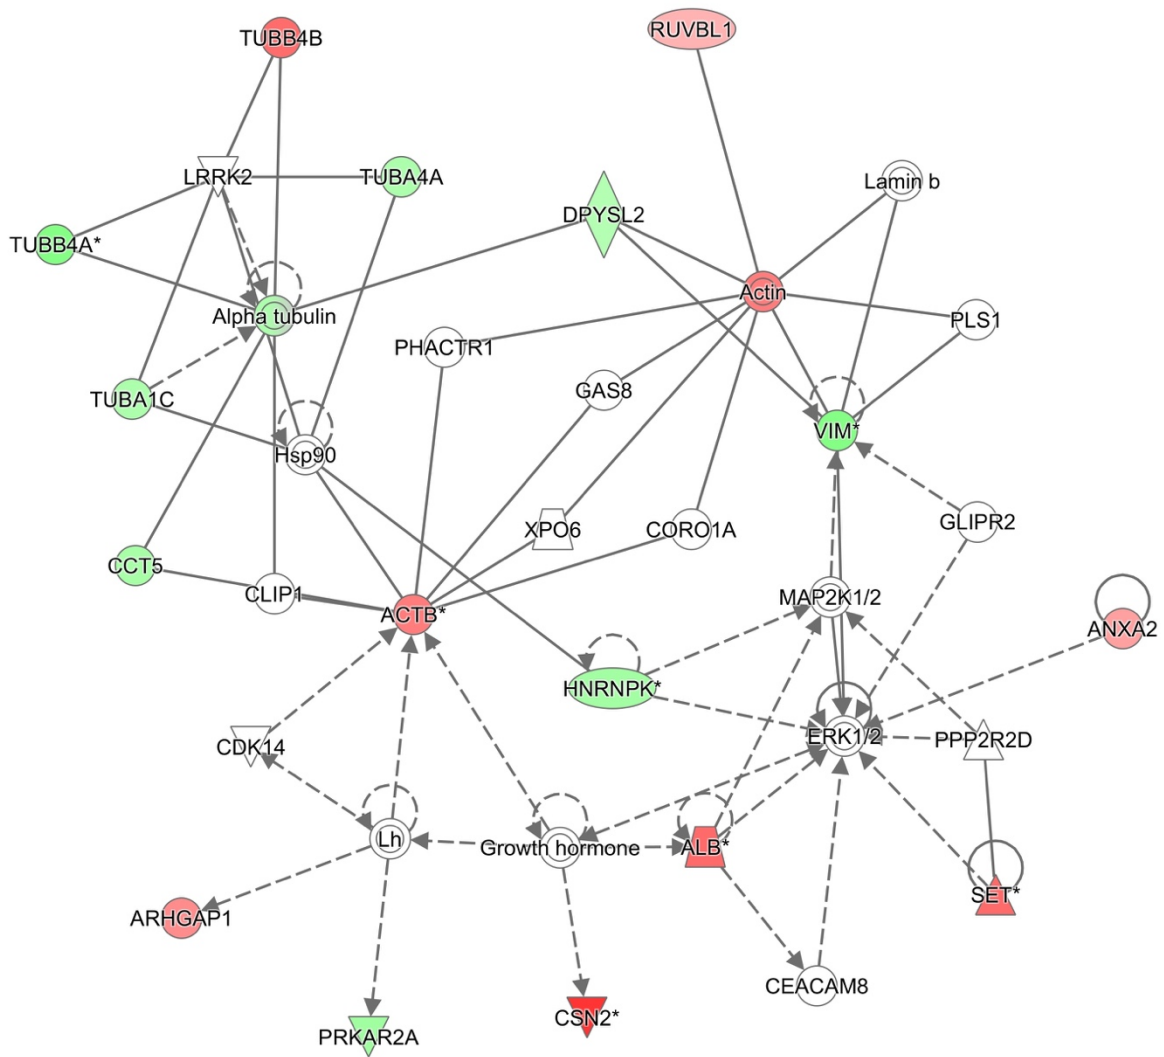 TUBB4B
RUVBL1
LRRK2
TUBA4A
Lamin b
DPYSL2
TUBB4A*
Actin
Alpha tubulin
PLS1
PHACTR1
GAS8
TUBA1C
VIM*
Hsp90
XPO6
CORO1A
GLIPR2
CCT5
CLIP1
MAP2K1/2
ACTB*
ANXA2
HNRNPK*
CDK14
ERK1/2
PPP2R2D
Lh
Growth hormone
ALB*
SET*
ARHGAP1
CEACAM8
CSN2*
PRKAR2A